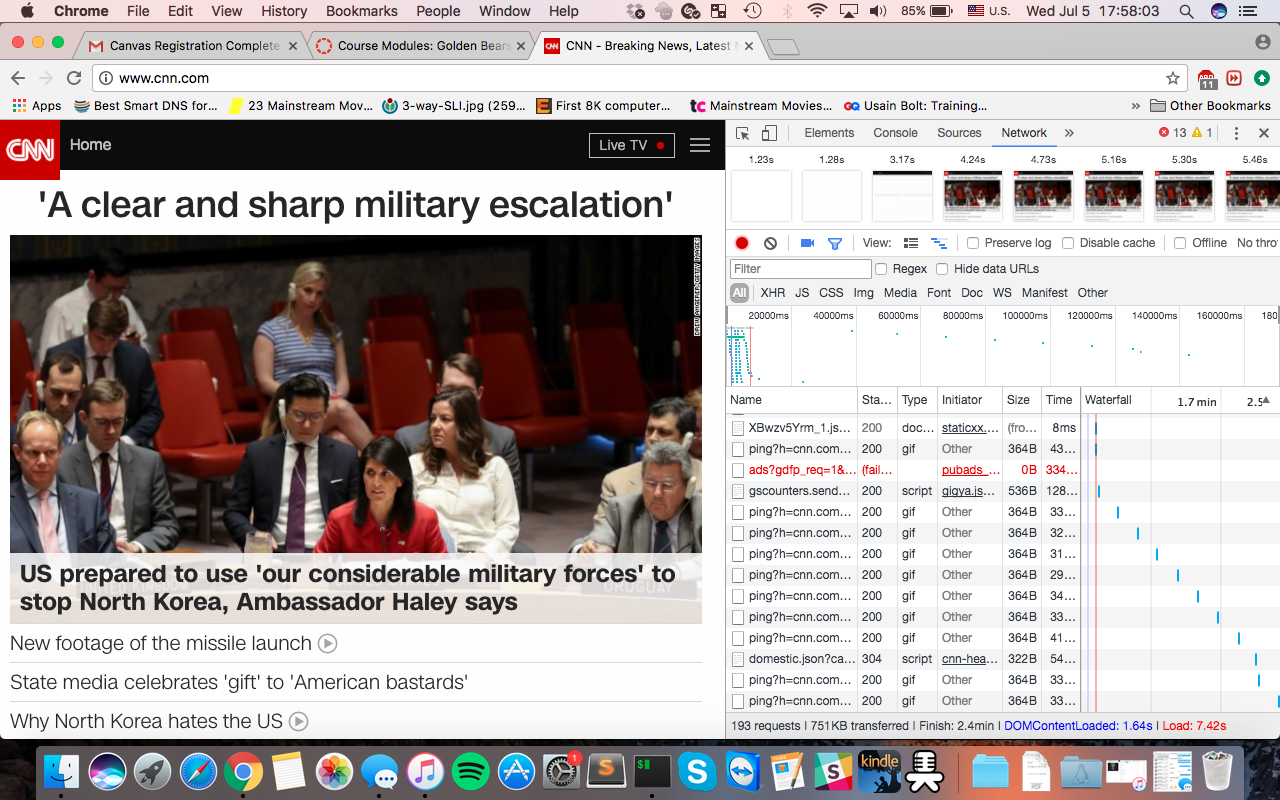 Chrome File Edit View History Bookmarks People Window Help 85% U.S. Wed Jul 5 17:58:03
Canvas Registration Complete
Course Modules: Golden Bears
CNN CNN - Breaking News, Latest
www.cnn.com
11
Apps Best Smart DNS for... 23 Mainstream Mov... 3-way-SLI.jpg (259... First 8K computer... tc Mainstream Movies... GQ Usain Bolt: Training... » Other Bookmarks
CNN Home Live TV
'A clear and sharp military escalation'
URUGUAY
US prepared to use 'our considerable military forces' to
stop North Korea, Ambassador Haley says
New footage of the missile launch
State media celebrates 'gift' to 'American bastards'
Why North Korea hates the US
Elements Console Sources Network » 13 1
1.23s 1.28s 3.17s 4.24s 4.73s 5.16s 5.30s 5.46s
View: Preserve log Disable cache Offline No thro
Filter Regex Hide data URLs
All XHR JS CSS Img Media Font Doc WS Manifest Other
20000ms 40000ms 60000ms 80000ms 100000ms 120000ms 140000ms 160000ms 180
Name Sta... Type Initiator Size Time Waterfall 1.7 min 2.5
XBwzv5Yrm_1.js... 200 doc... staticxx.... (fro... 8ms
ping?h=cnn.com... 200 gif Other 364B 43...
ads?gdfp_req=1&... (fail... pubads_... 0B 334...
gscounters.send... 200 script gigya.js... 536B 128...
ping?h=cnn.com... 200 gif Other 364B 33...
ping?h=cnn.com... 200 gif Other 364B 32...
ping?h=cnn.com... 200 gif Other 364B 31...
ping?h=cnn.com... 200 gif Other 364B 29...
ping?h=cnn.com... 200 gif Other 364B 34...
ping?h=cnn.com... 200 gif Other 364B 33...
ping?h=cnn.com... 200 gif Other 364B 41...
domestic.json?ca... 304 script cnn-hea... 322B 54...
ping?h=cnn.com... 200 gif Other 364B 33...
ping?h=cnn.com... 200 gif Other 364B 33...
193 requests | 751KB transferred | Finish: 2.4min | DOMContentLoaded: 1.64s | Load: 7.42s
1 S $ S kindle